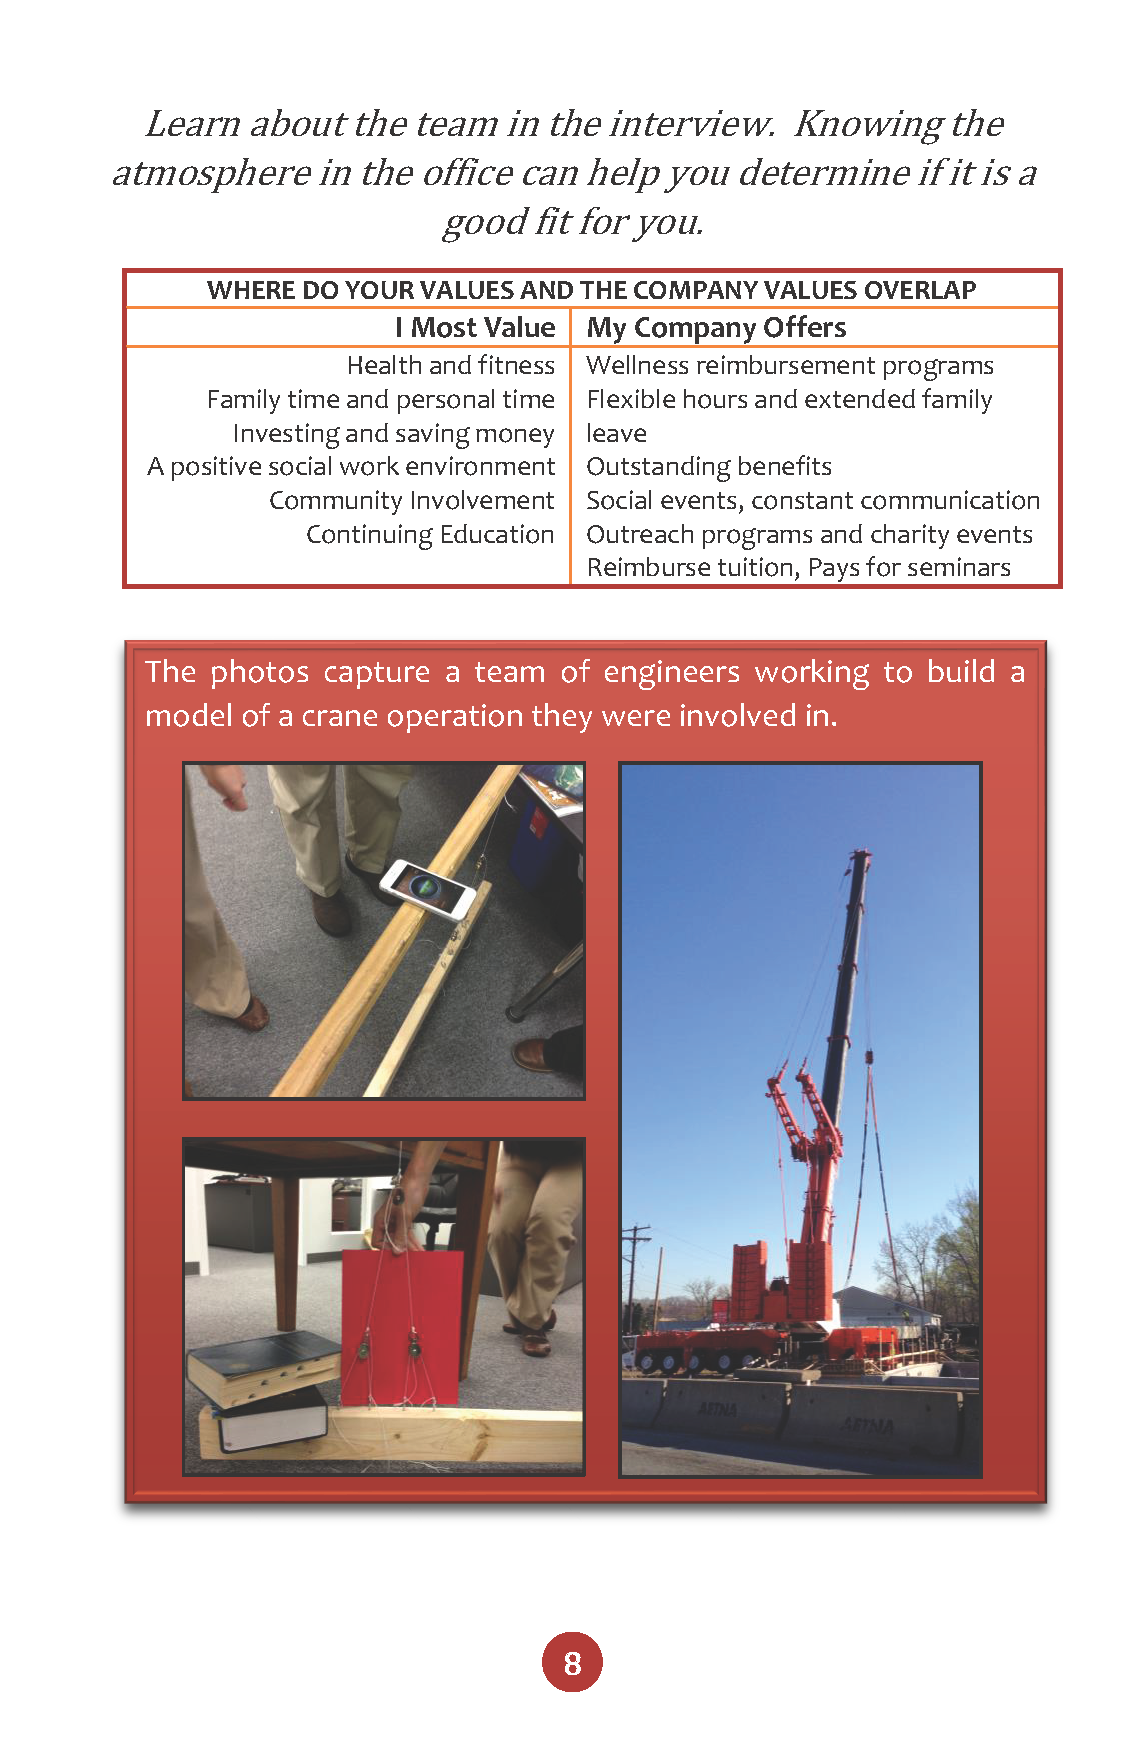 Learn about the team in the interview.  Knowing the
atmosphere in the office can help you determine if it is a
good fit for you.
WHERE DO YOUR VALUES AND THE COMPANY VALUES OVERLAP
I Most Value
My Company Offers
Health and fitness
Family time and personal time
Investing and saving money
A positive social work environment
Community Involvement
Continuing Education
Wellness reimbursement programs
Flexible hours and extended family
leave
Outstanding benefits
Social events, constant communication
Outreach programs and charity events
Reimburse tuition, Pays for seminars
The photos capture a team of engineers working to build a
model of a crane operation they were involved in.
AETNA
AETNA
8